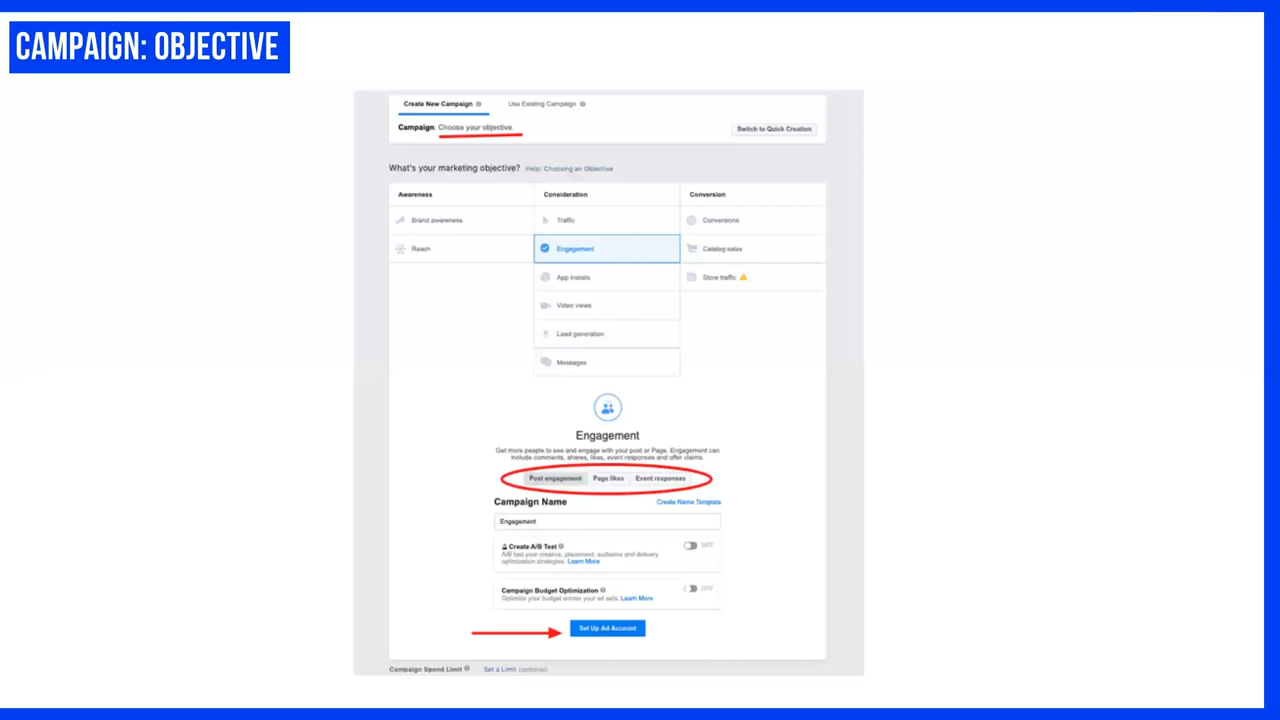 CAMPAIGN: OBJECTIVE
Create New Campaign Use Existing Campaign
Campaign: Choose your objective.
Switch to Quick Creation
What's your marketing objective? Help: Choosing an Objective
Awareness Consideration Conversion
Brand awareness Traffic Conversions
Reach Engagement Catalog sales
App installs Store traffic
Video views
Lead generation
Messages
Engagement
Get more people to see and engage with your post or Page. Engagement can
include comments, shares, likes, event responses and offer claims.
Post engagement Page likes Event responses
Campaign Name Create Name Template
Engagement
Create A/B Test OFF
A/B test your creative, placement, audience and delivery
optimization strategies. Learn More
Campaign Budget Optimization OFF
Optimize your budget across your ad sets. Learn More
Set Up Ad Account
Campaign Spend Limit Set a Limit (optional)